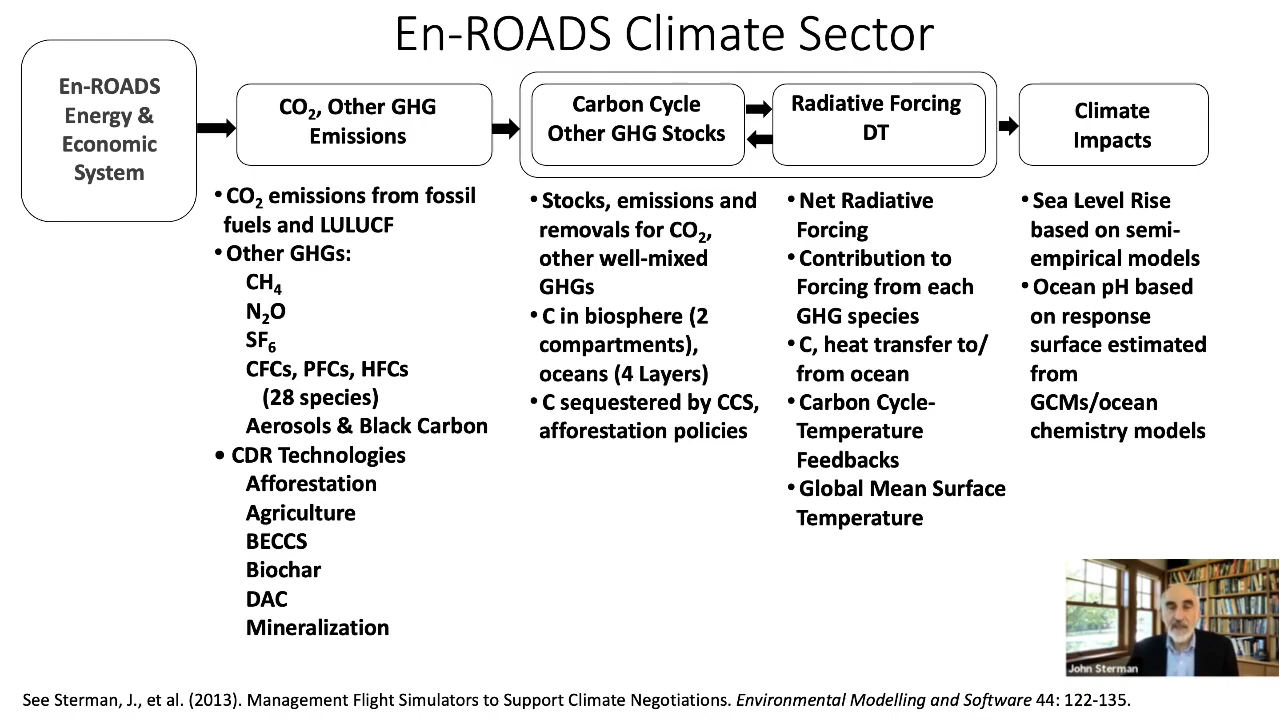 En-ROADS Climate Sector
En-ROADS
Energy &
Economic
System
CO₂, Other GHG
Emissions
Carbon Cycle
Other GHG Stocks
Radiative Forcing
DT
Climate
Impacts
• CO₂ emissions from fossil
fuels and LULUCF
• Other GHGs:
CH₄
N₂O
SF₆
CFCs, PFCs, HFCs
(28 species)
Aerosols & Black Carbon
• CDR Technologies
Afforestation
Agriculture
BECCS
Biochar
DAC
Mineralization
• Stocks, emissions and
removals for CO₂,
other well-mixed
GHGs
• C in biosphere (2
compartments),
oceans (4 Layers)
• C sequestered by CCS,
afforestation policies
• Net Radiative
Forcing
• Contribution to
Forcing from each
GHG species
• C, heat transfer to/
from ocean
• Carbon Cycle-
Temperature
Feedbacks
• Global Mean Surface
Temperature
• Sea Level Rise
based on semi-
empirical models
• Ocean pH based
on response
surface estimated
from
GCMs/ocean
chemistry models
John Sterman
See Sterman, J., et al. (2013). Management Flight Simulators to Support Climate Negotiations. Environmental Modelling and Software 44: 122-135.